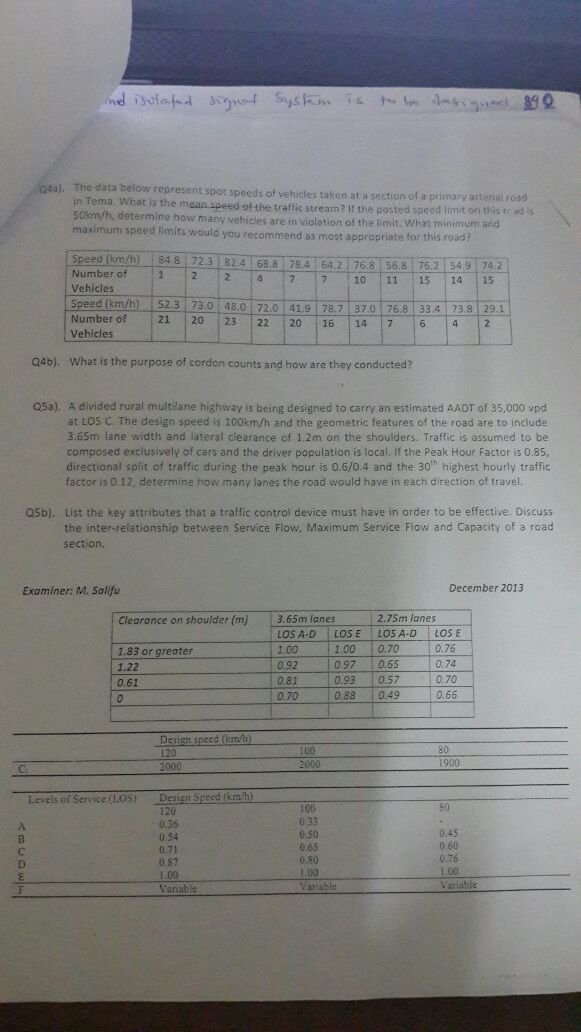 and isolated signal System is to be designed 890
Q4a). The data below represent spot speeds of vehicles taken at a section of a primary arterial road
in Tema. What is the mean speed of the traffic stream? If the posted speed limit on this road is
50km/h, determine how many vehicles are in violation of the limit. What minimum and
maximum speed limits would you recommend as most appropriate for this road?
Speed (km/h) 84.8 72.3 82.4 68.8 78.4 64.2 76.8 56.8 76.2 54.9 74.2
Number of 1 2 2 4 7 7 10 11 15 14 15
Vehicles
Speed (km/h) 52.3 73.0 48.0 72.0 41.9 78.7 37.0 76.8 33.4 73.8 29.1
Number of 21 20 23 22 20 16 14 7 6 4 2
Vehicles
Q4b). What is the purpose of cordon counts and how are they conducted?
Q5a). A divided rural multilane highway is being designed to carry an estimated AADT of 35,000 vpd
at LOS C. The design speed is 100km/h and the geometric features of the road are to include
3.65m lane width and lateral clearance of 1.2m on the shoulders. Traffic is assumed to be
composed exclusively of cars and the driver population is local. If the Peak Hour Factor is 0.85,
directional split of traffic during the peak hour is 0.6/0.4 and the 30th highest hourly traffic
factor is 0.12, determine how many lanes the road would have in each direction of travel.
Q5b). List the key attributes that a traffic control device must have in order to be effective. Discuss
the inter-relationship between Service Flow, Maximum Service Flow and Capacity of a road
section.
Examiner: M. Salifu December 2013
Clearance on shoulder (m) 3.65m lanes 2.75m lanes
LOS A-D LOS E LOS A-D LOS E
1.83 or greater 1.00 1.00 0.70 0.76
1.22 0.92 0.97 0.65 0.74
0.61 0.81 0.93 0.57 0.70
0 0.70 0.88 0.49 0.66
Design speed (km/h)
120 100 80
Cj 2000 2000 1900
Levels of Service (LOS) Design Speed (km/h)
120 100 80
A 0.36 0.33 -
B 0.54 0.50 0.45
C 0.71 0.65 0.60
D 0.87 0.80 0.76
E 1.00 1.00 1.00
F Variable Variable Variable